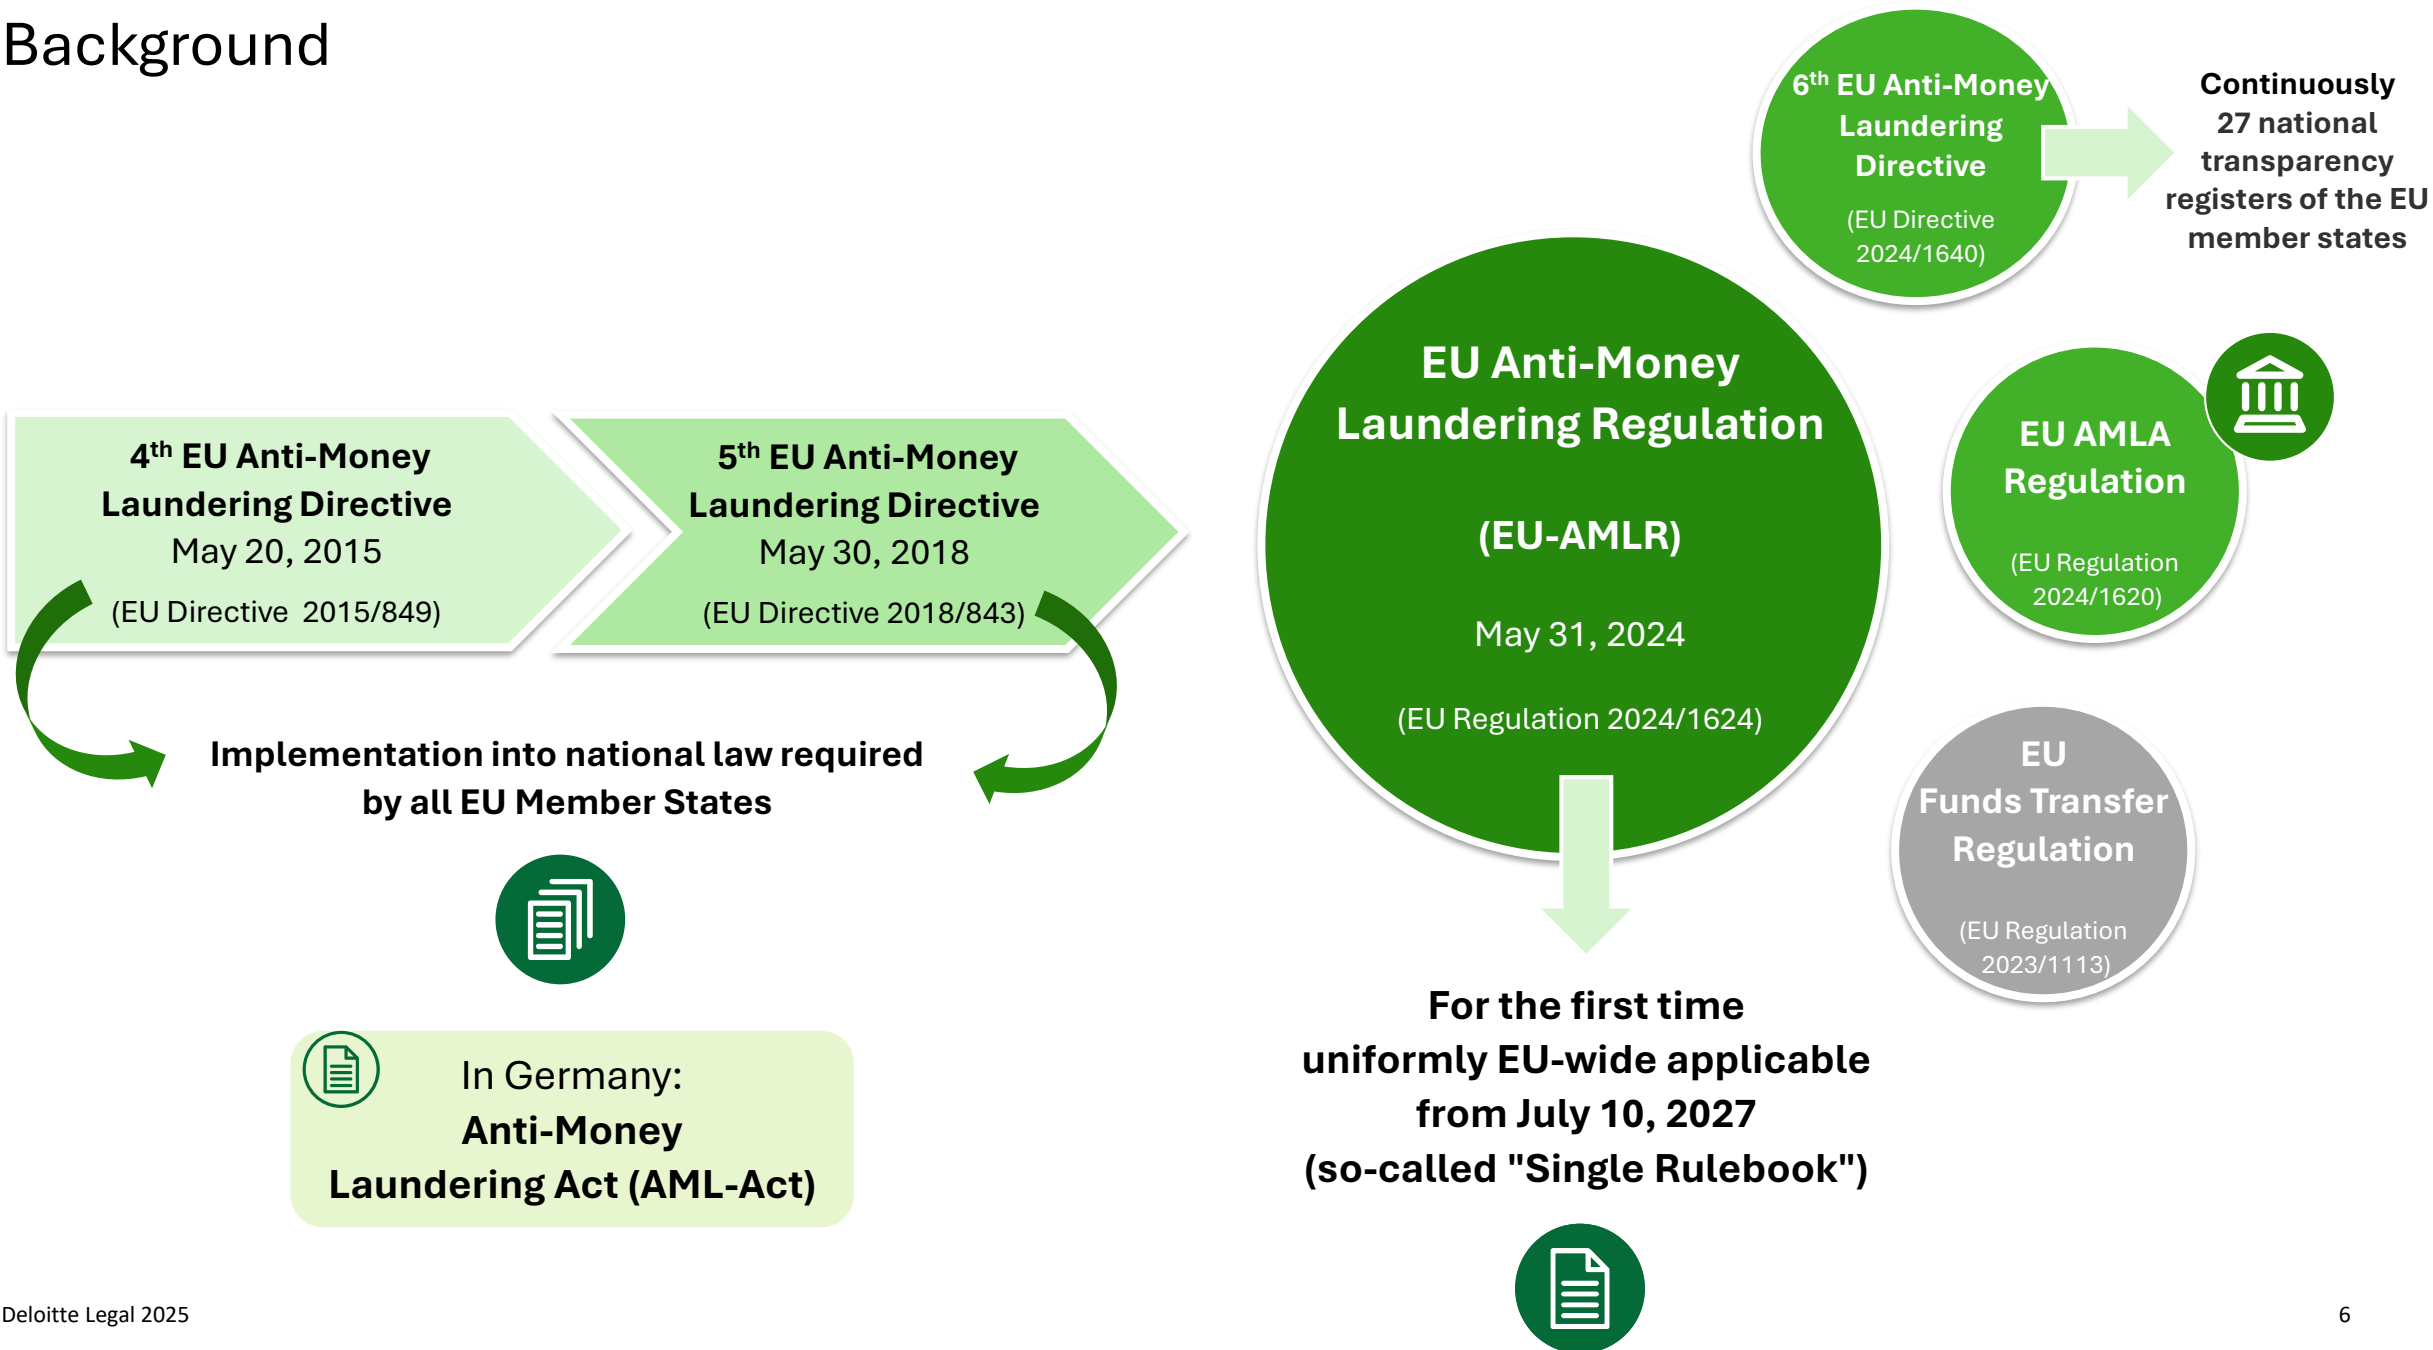 Background
4th EU Anti-Money
Laundering Directive
May 20, 2015
(EU Directive 2015/849)
5th EU Anti-Money
Laundering Directive
May 30, 2018
(EU Directive 2018/843)
Implementation into national law required
by all EU Member States
In Germany:
Anti-Money
Laundering Act (AML-Act)
EU Anti-Money
Laundering Regulation
(EU-AMLR)
May 31, 2024
(EU Regulation 2024/1624)
For the first time
uniformly EU-wide applicable
from July 10, 2027
(so-called "Single Rulebook")
6th EU Anti-Money
Laundering
Directive
(EU Directive
2024/1640)
Continuously
27 national
transparency
registers of the EU
member states
EU AMLA
Regulation
(EU Regulation
2024/1620)
EU
Funds Transfer
Regulation
(EU Regulation
2023/1113)
Deloitte Legal 2025
6